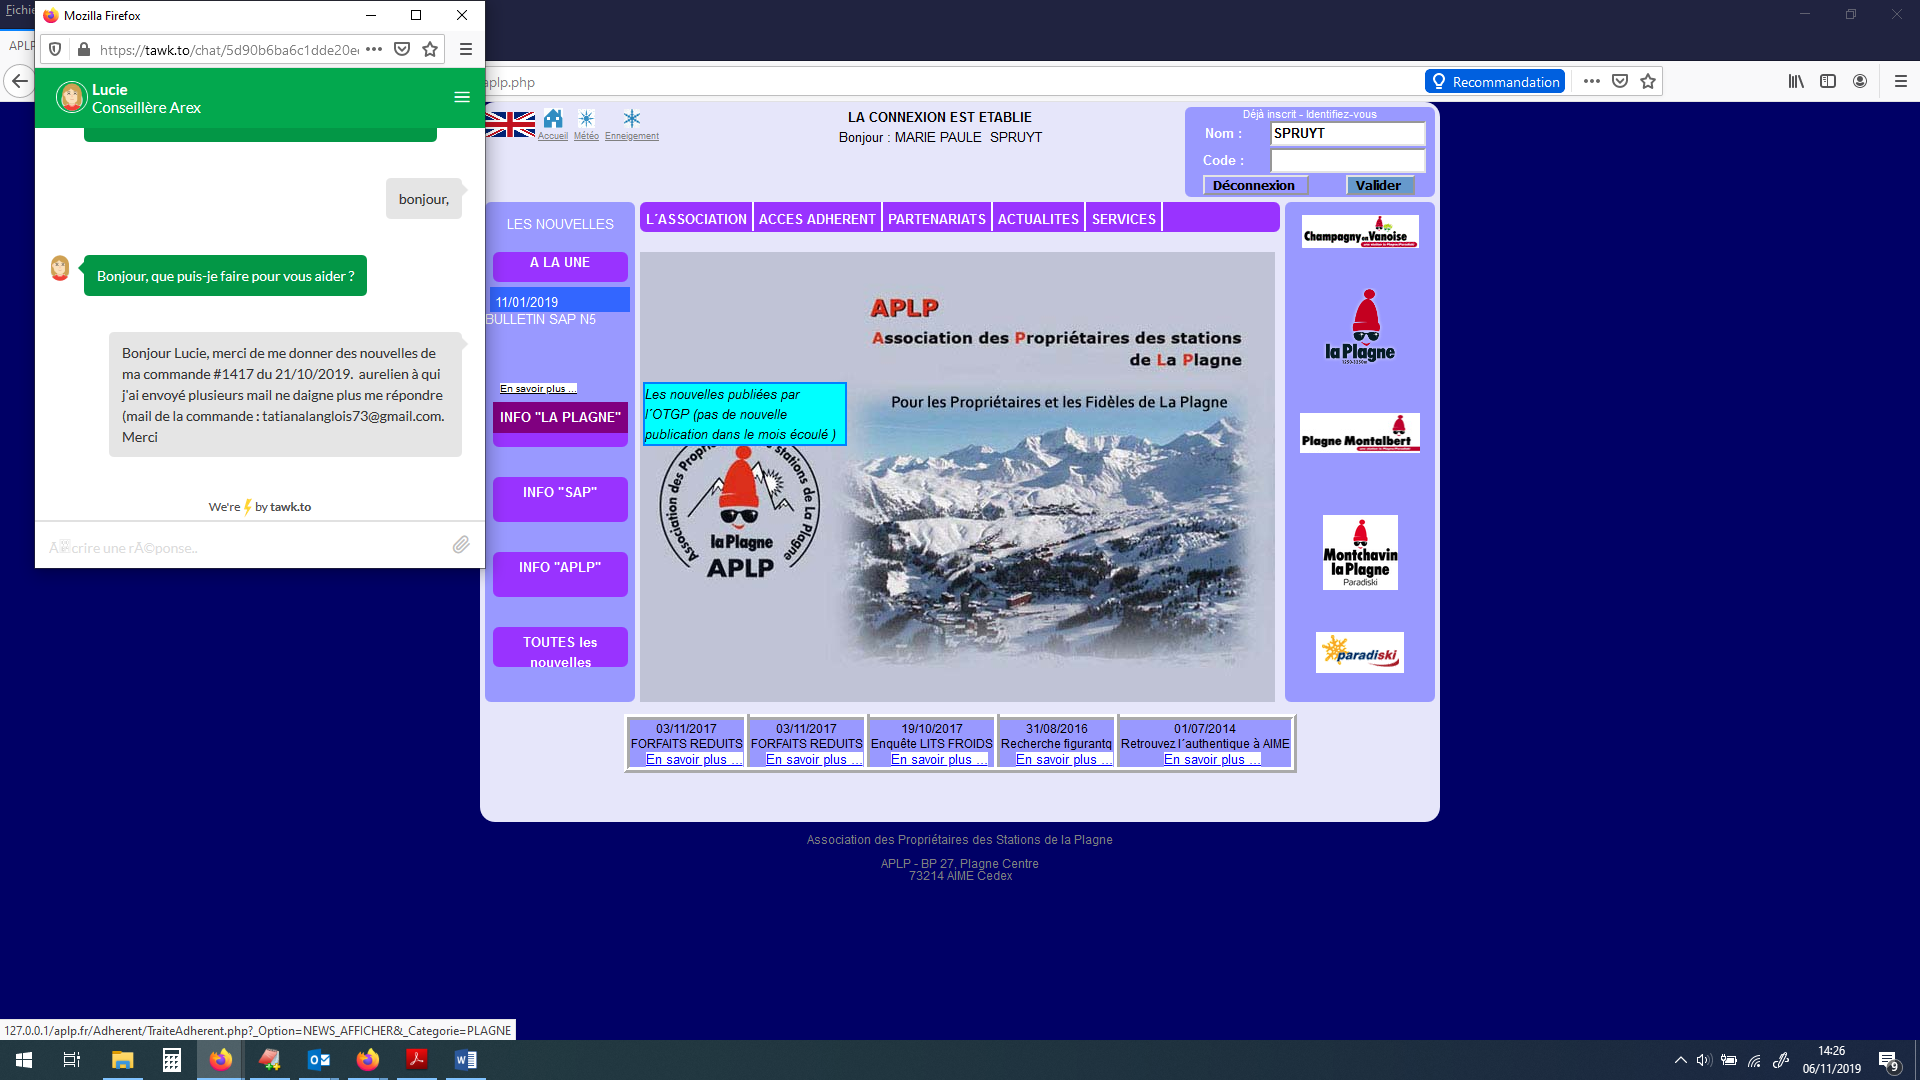 Fichie
Mozilla Firefox
APLP
https://tawk.to/chat/5d90b6ba6c1dde20e
aplp.php
Recommandation
Lucie
Conseillère Arex
bonjour,
Bonjour, que puis-je faire pour vous aider ?
Bonjour Lucie, merci de me donner des nouvelles de
ma commande #1417 du 21/10/2019. aurelien à qui
j'ai envoyé plusieurs mail ne daigne plus me répondre
(mail de la commande : tatianalanglois73@gmail.com.
Merci
We're by tawk.to
crire une rÃ©ponse..
Accueil
Météo
Enneigement
LA CONNEXION EST ETABLIE
Bonjour : MARIE PAULE SPRUYT
Déjà inscrit - Identifiez-vous
Nom :
SPRUYT
Code :
Déconnexion
Valider
LES NOUVELLES
L´ASSOCIATION
ACCES ADHERENT
PARTENARIATS
ACTUALITES
SERVICES
A LA UNE
11/01/2019
BULLETIN SAP N5
En savoir plus ...
INFO "LA PLAGNE"
INFO "SAP"
INFO "APLP"
TOUTES les
nouvelles
APLP
Association des Propriétaires des stations
de La Plagne
Pour les Propriétaires et les Fidèles de La Plagne
Les nouvelles publiées par
l´OTGP (pas de nouvelle
publication dans le mois écoulé )
Association des Propriétaires des stations de La Plagne
la Plagne
APLP
Champagny en Vanoise
la Plagne
Plagne Montalbert
Montchavin
la Plagne
Paradiski
paradiski
03/11/2017
FORFAITS REDUITS
En savoir plus ...
03/11/2017
FORFAITS REDUITS
En savoir plus ...
19/10/2017
Enquête LITS FROIDS
En savoir plus ...
31/08/2016
Recherche figurantq
En savoir plus ...
01/07/2014
Retrouvez l´authentique à AIME
En savoir plus ...
Association des Propriétaires des Stations de la Plagne
APLP - BP 27, Plagne Centre
73214 AIME Cedex
127.0.0.1/aplp.fr/Adherent/TraiteAdherent.php?_Option=NEWS_AFFICHER&_Categorie=PLAGNE
14:26
06/11/2019
9